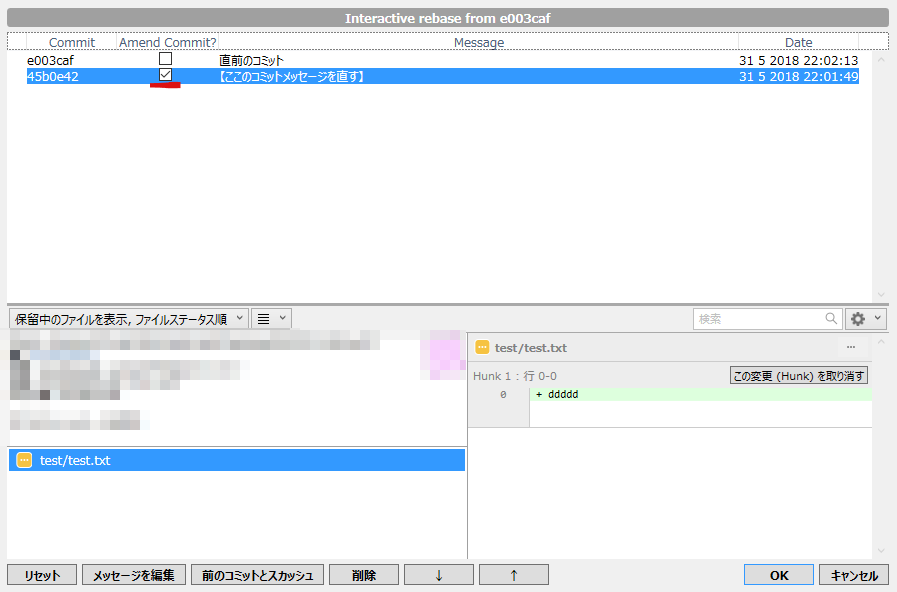 Interactive rebase from e003caf
Commit Amend Commit? Message Date
e003caf 直前のコミット 31 5 2018 22:02:13
45b0e42 【ここのコミットメッセージを直す】 31 5 2018 22:01:49
保留中のファイルを表示, ファイルステータス順 検索
test/test.txt ...
Hunk 1 : 行 0-0 この変更 (Hunk) を取り消す
0 + ddddd
test/test.txt
リセット メッセージを編集 前のコミットとスカッシュ 削除 ↓ ↑ OK キャンセル